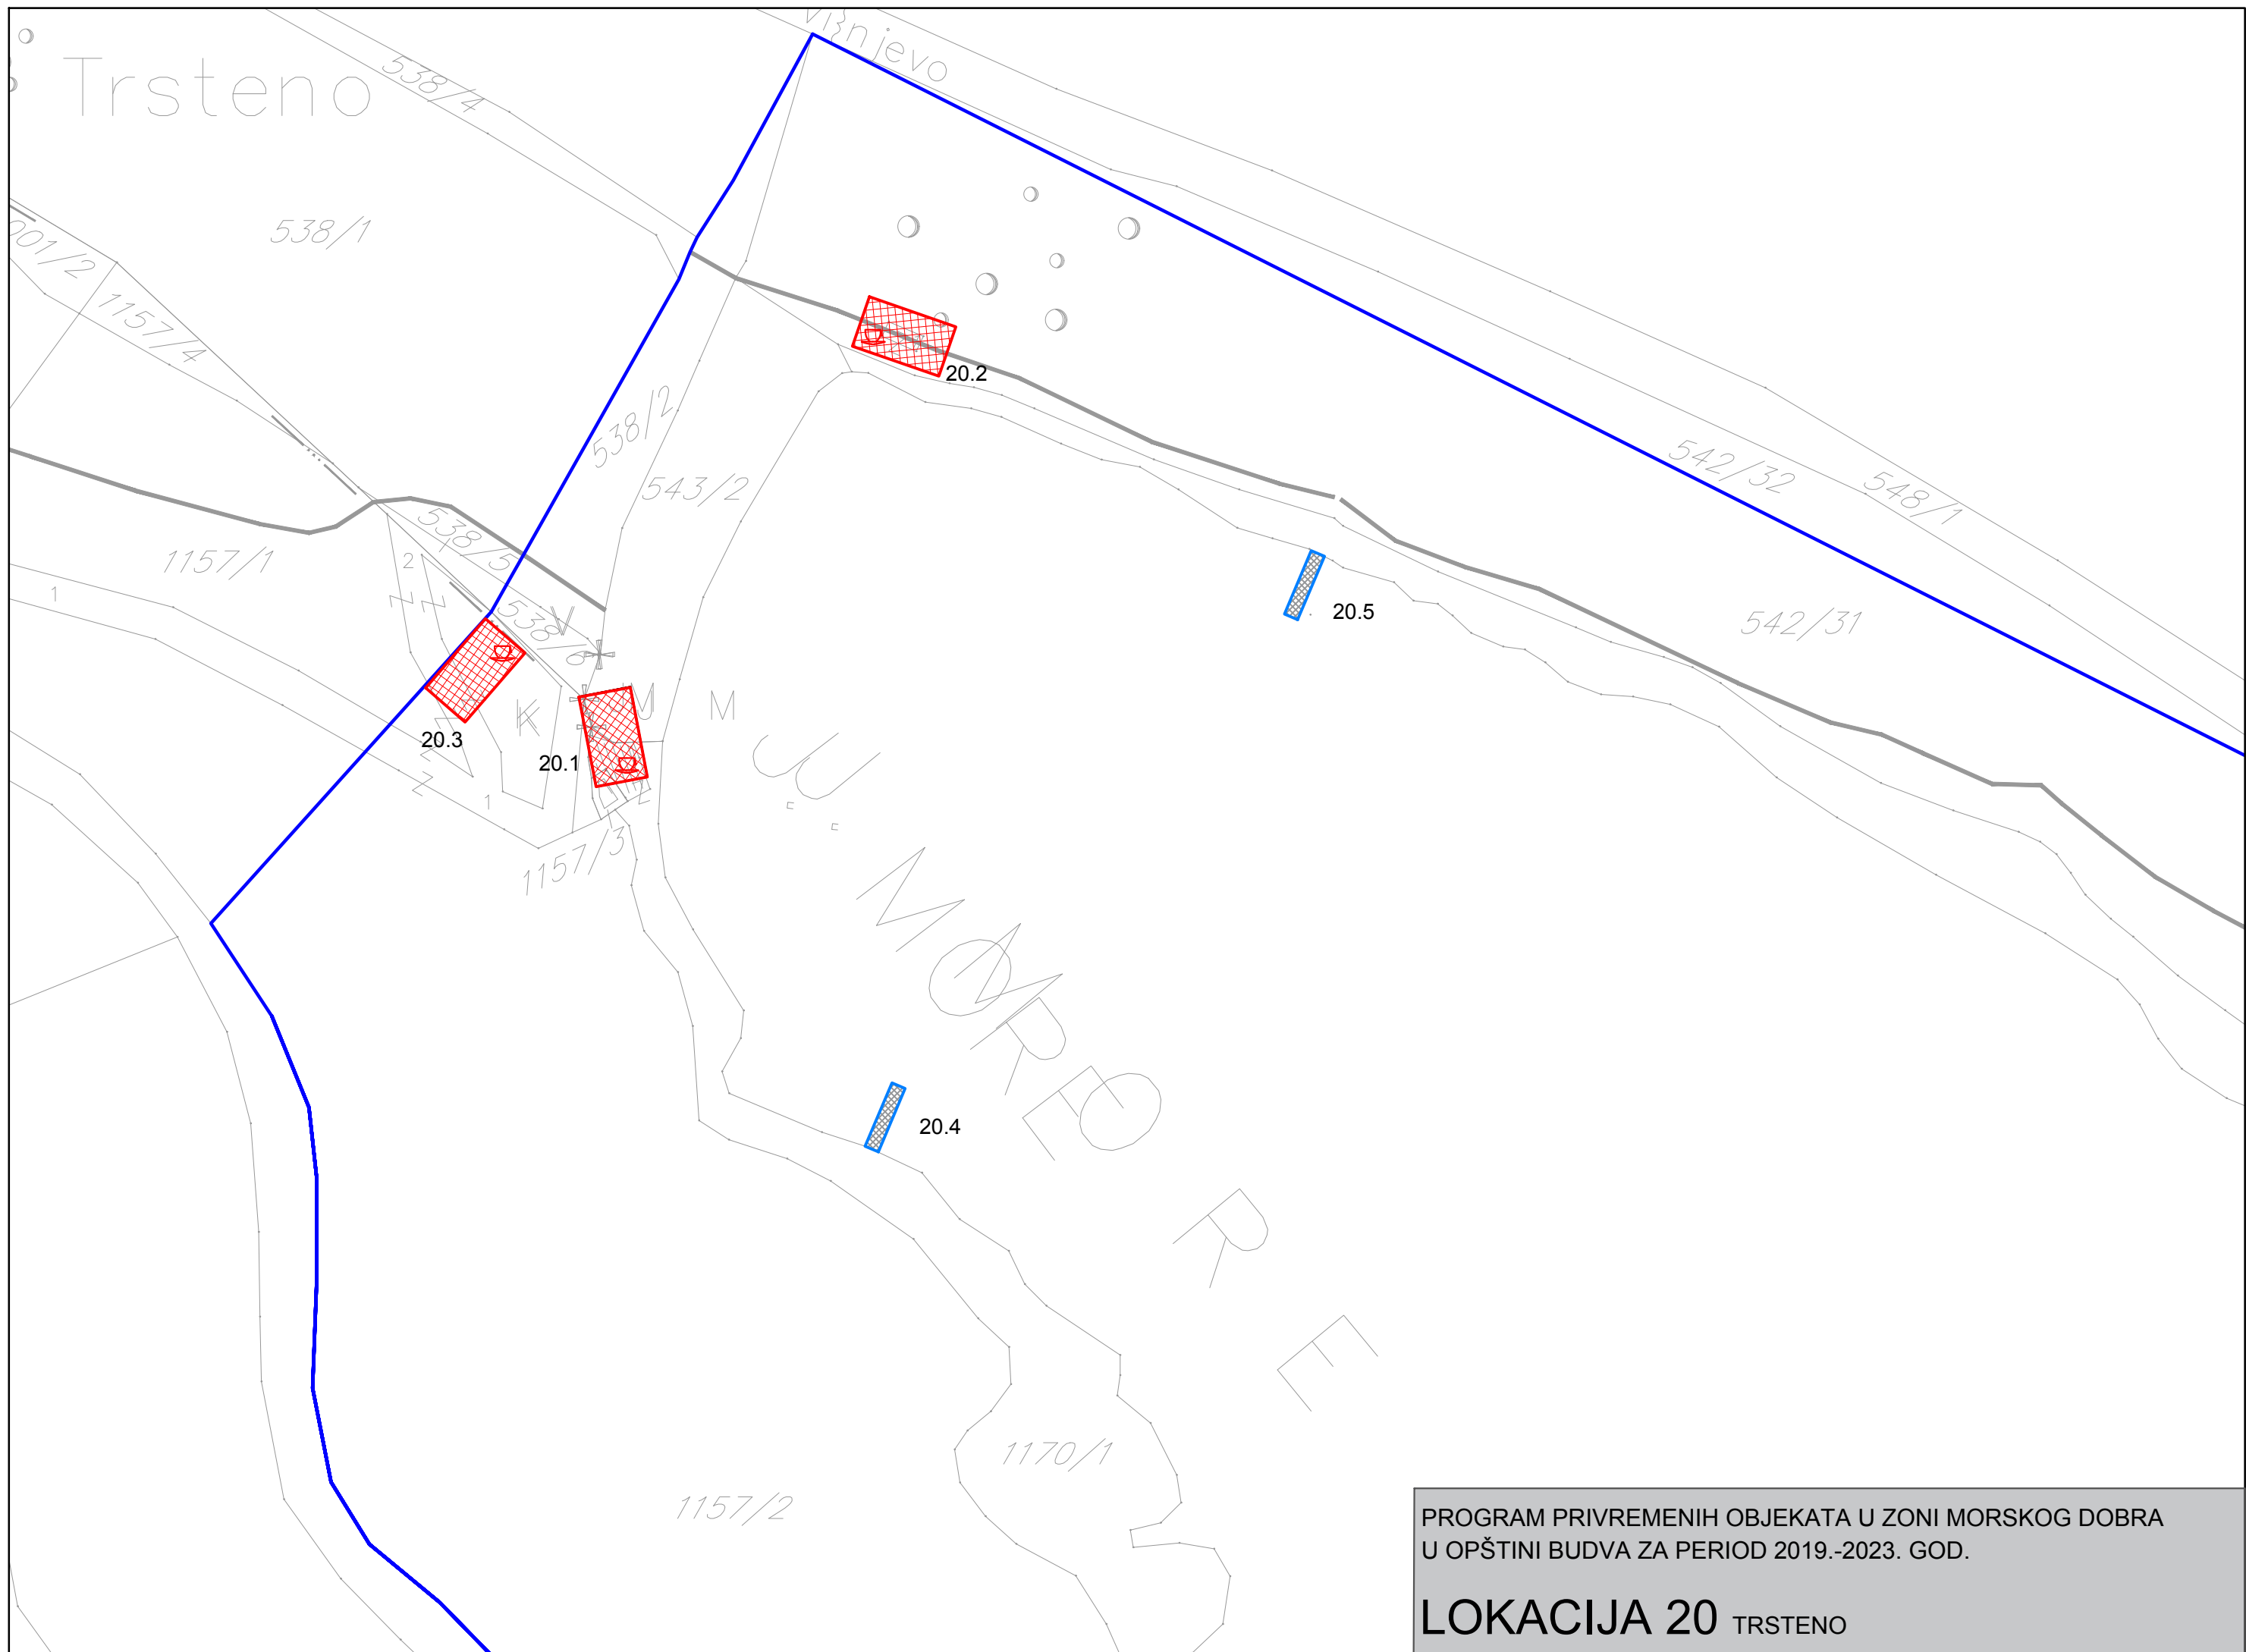 Višnjevo
Trsteno
538/4
538/1
1157/4
20.2
538/2
543/2
542/32
548/1
538/5
1157/1
2
1
20.5
542/31
538/6
V
20.3
K
M
20.1
1
1157/3
J. MORE
J. MORE
20.4
1170/1
1157/2
PROGRAM PRIVREMENIH OBJEKATA U ZONI MORSKOG DOBRA
U OPŠTINI BUDVA ZA PERIOD 2019.-2023. GOD.
LOKACIJA 20 TRSTENO